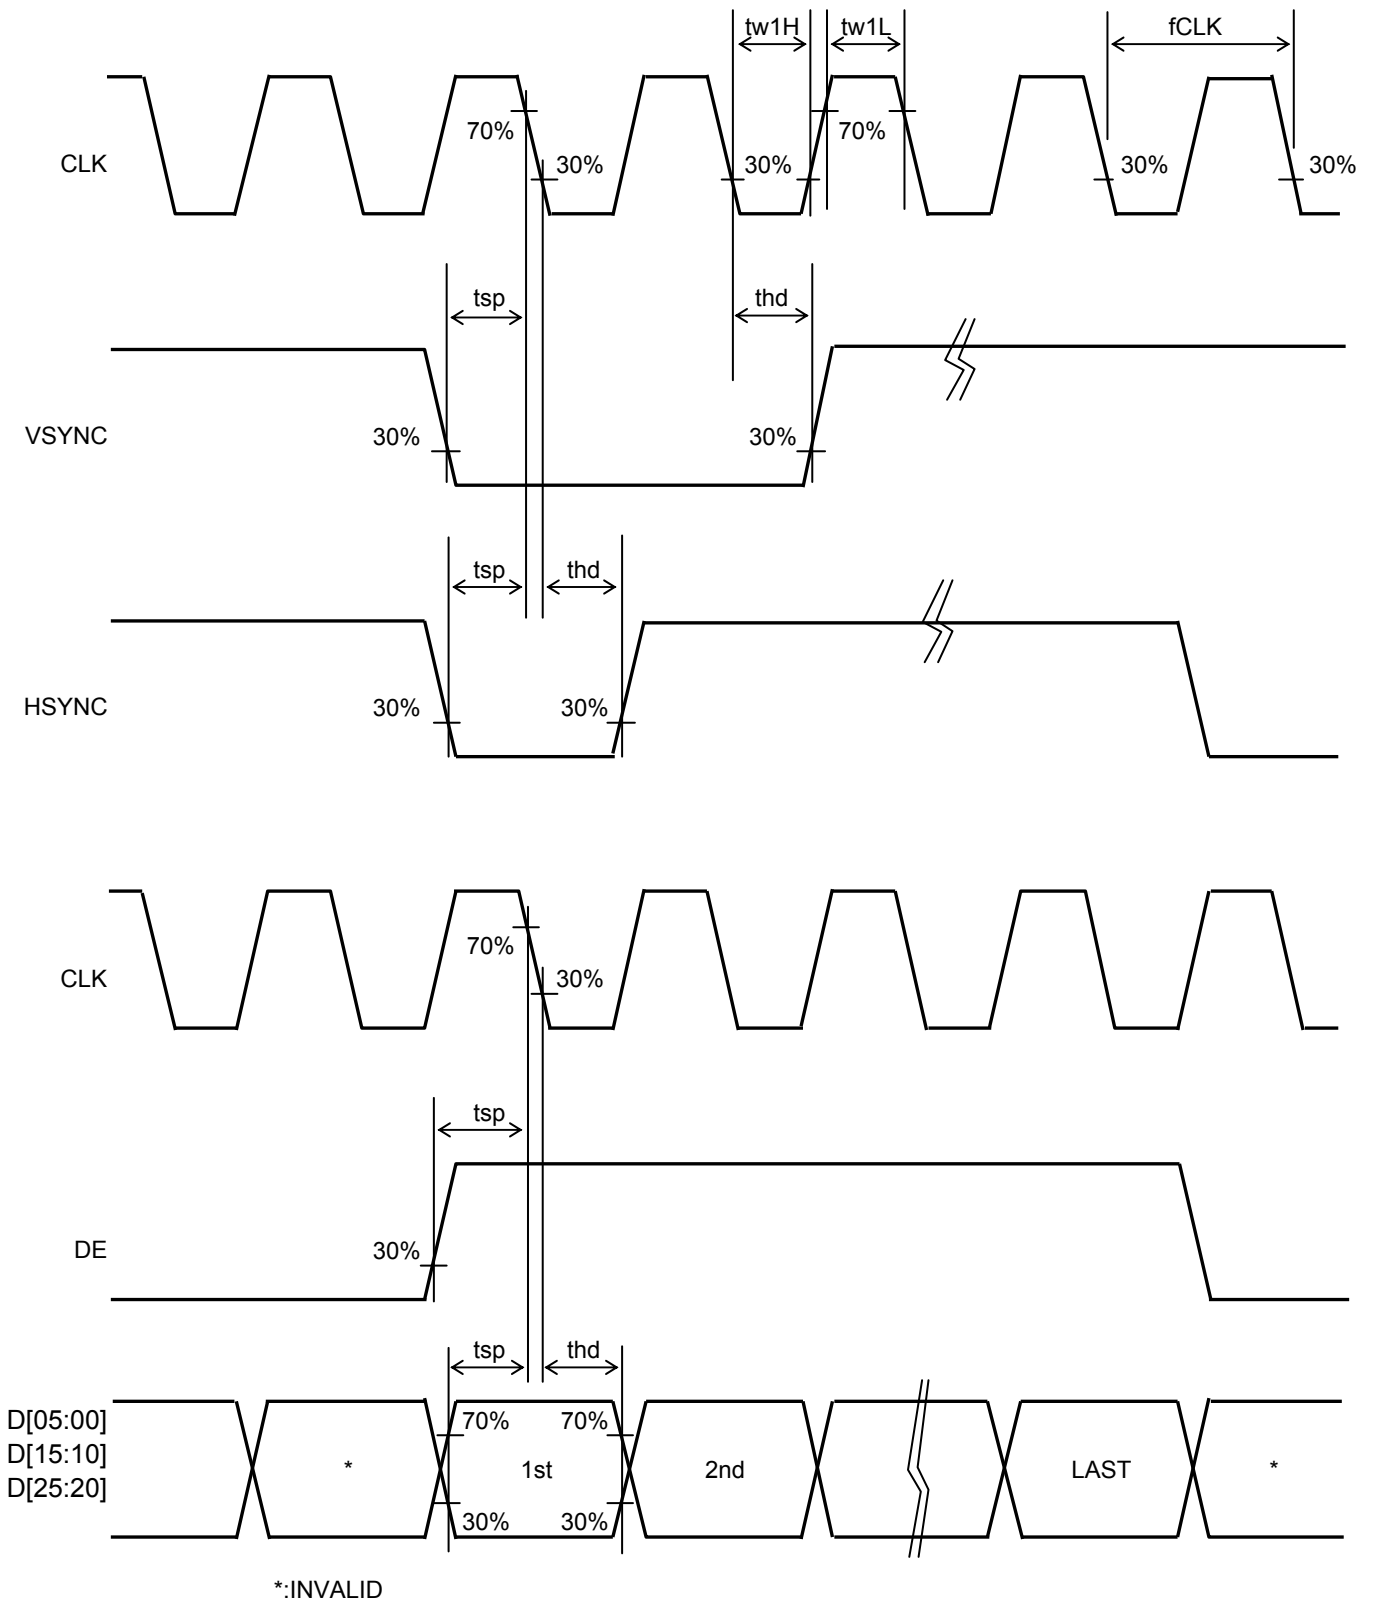 tw1H tw1L fCLK
70% 70%
CLK 30% 30% 30% 30%
tsp thd
VSYNC 30% 30%
tsp thd
HSYNC 30% 30%
70%
CLK 30%
tsp
DE 30%
tsp thd
D[05:00] 70% 70%
D[15:10] * 1st 2nd LAST *
D[25:20]
30% 30%
*:INVALID